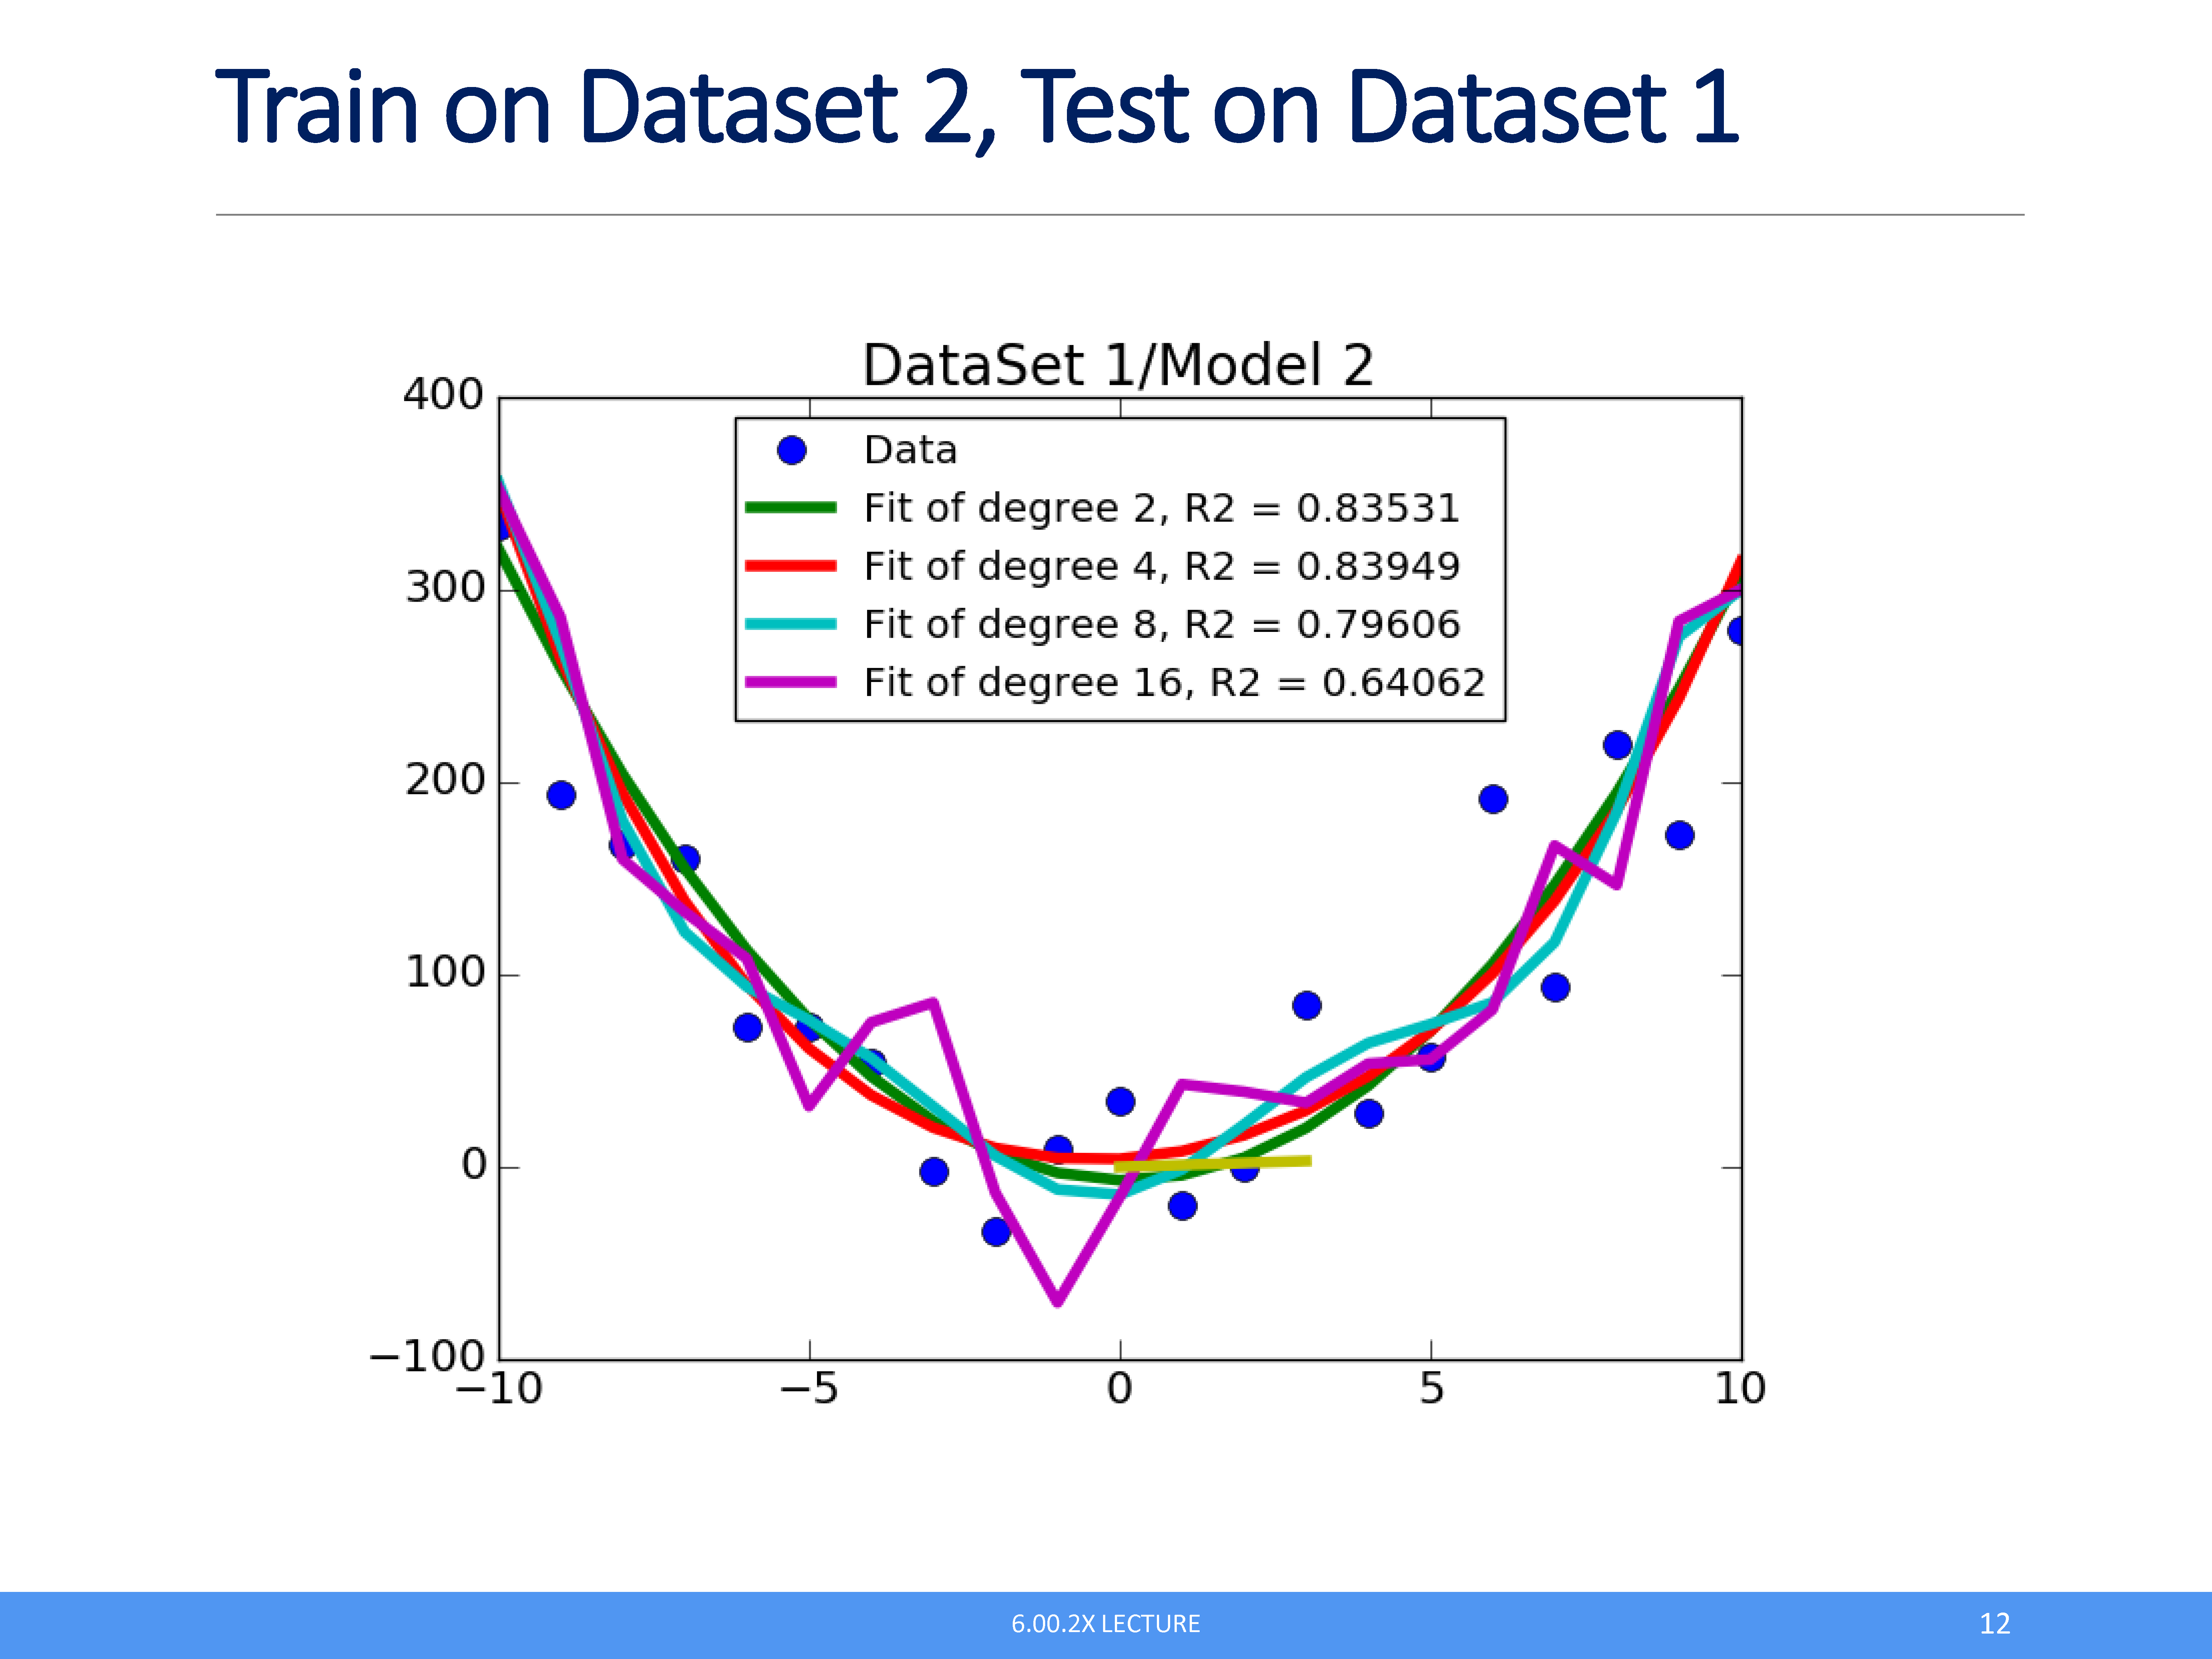 Train on Dataset 2, Test on Dataset 1
DataSet 1/Model 2
400
300
200
100
0
−100
Data
Fit of degree 2, R2 = 0.83531
Fit of degree 4, R2 = 0.83949
Fit of degree 8, R2 = 0.79606
Fit of degree 16, R2 = 0.64062
−10 −5 0 5 10
6.00.2X LECTURE
12